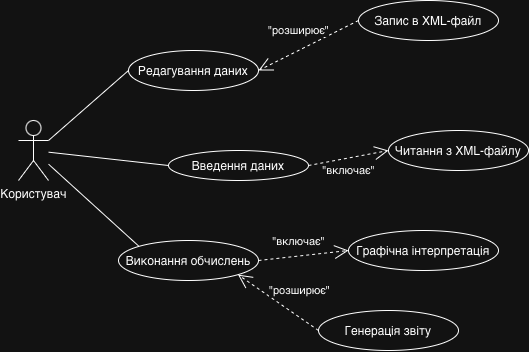 Запис в XML-файл
"розширює"
Редагування даних
Користувач
Введення даних
Читання з XML-файлу
"включає"
Виконання обчислень
"включає"
Графічна інтерпретація
"розширює"
Генерація звіту